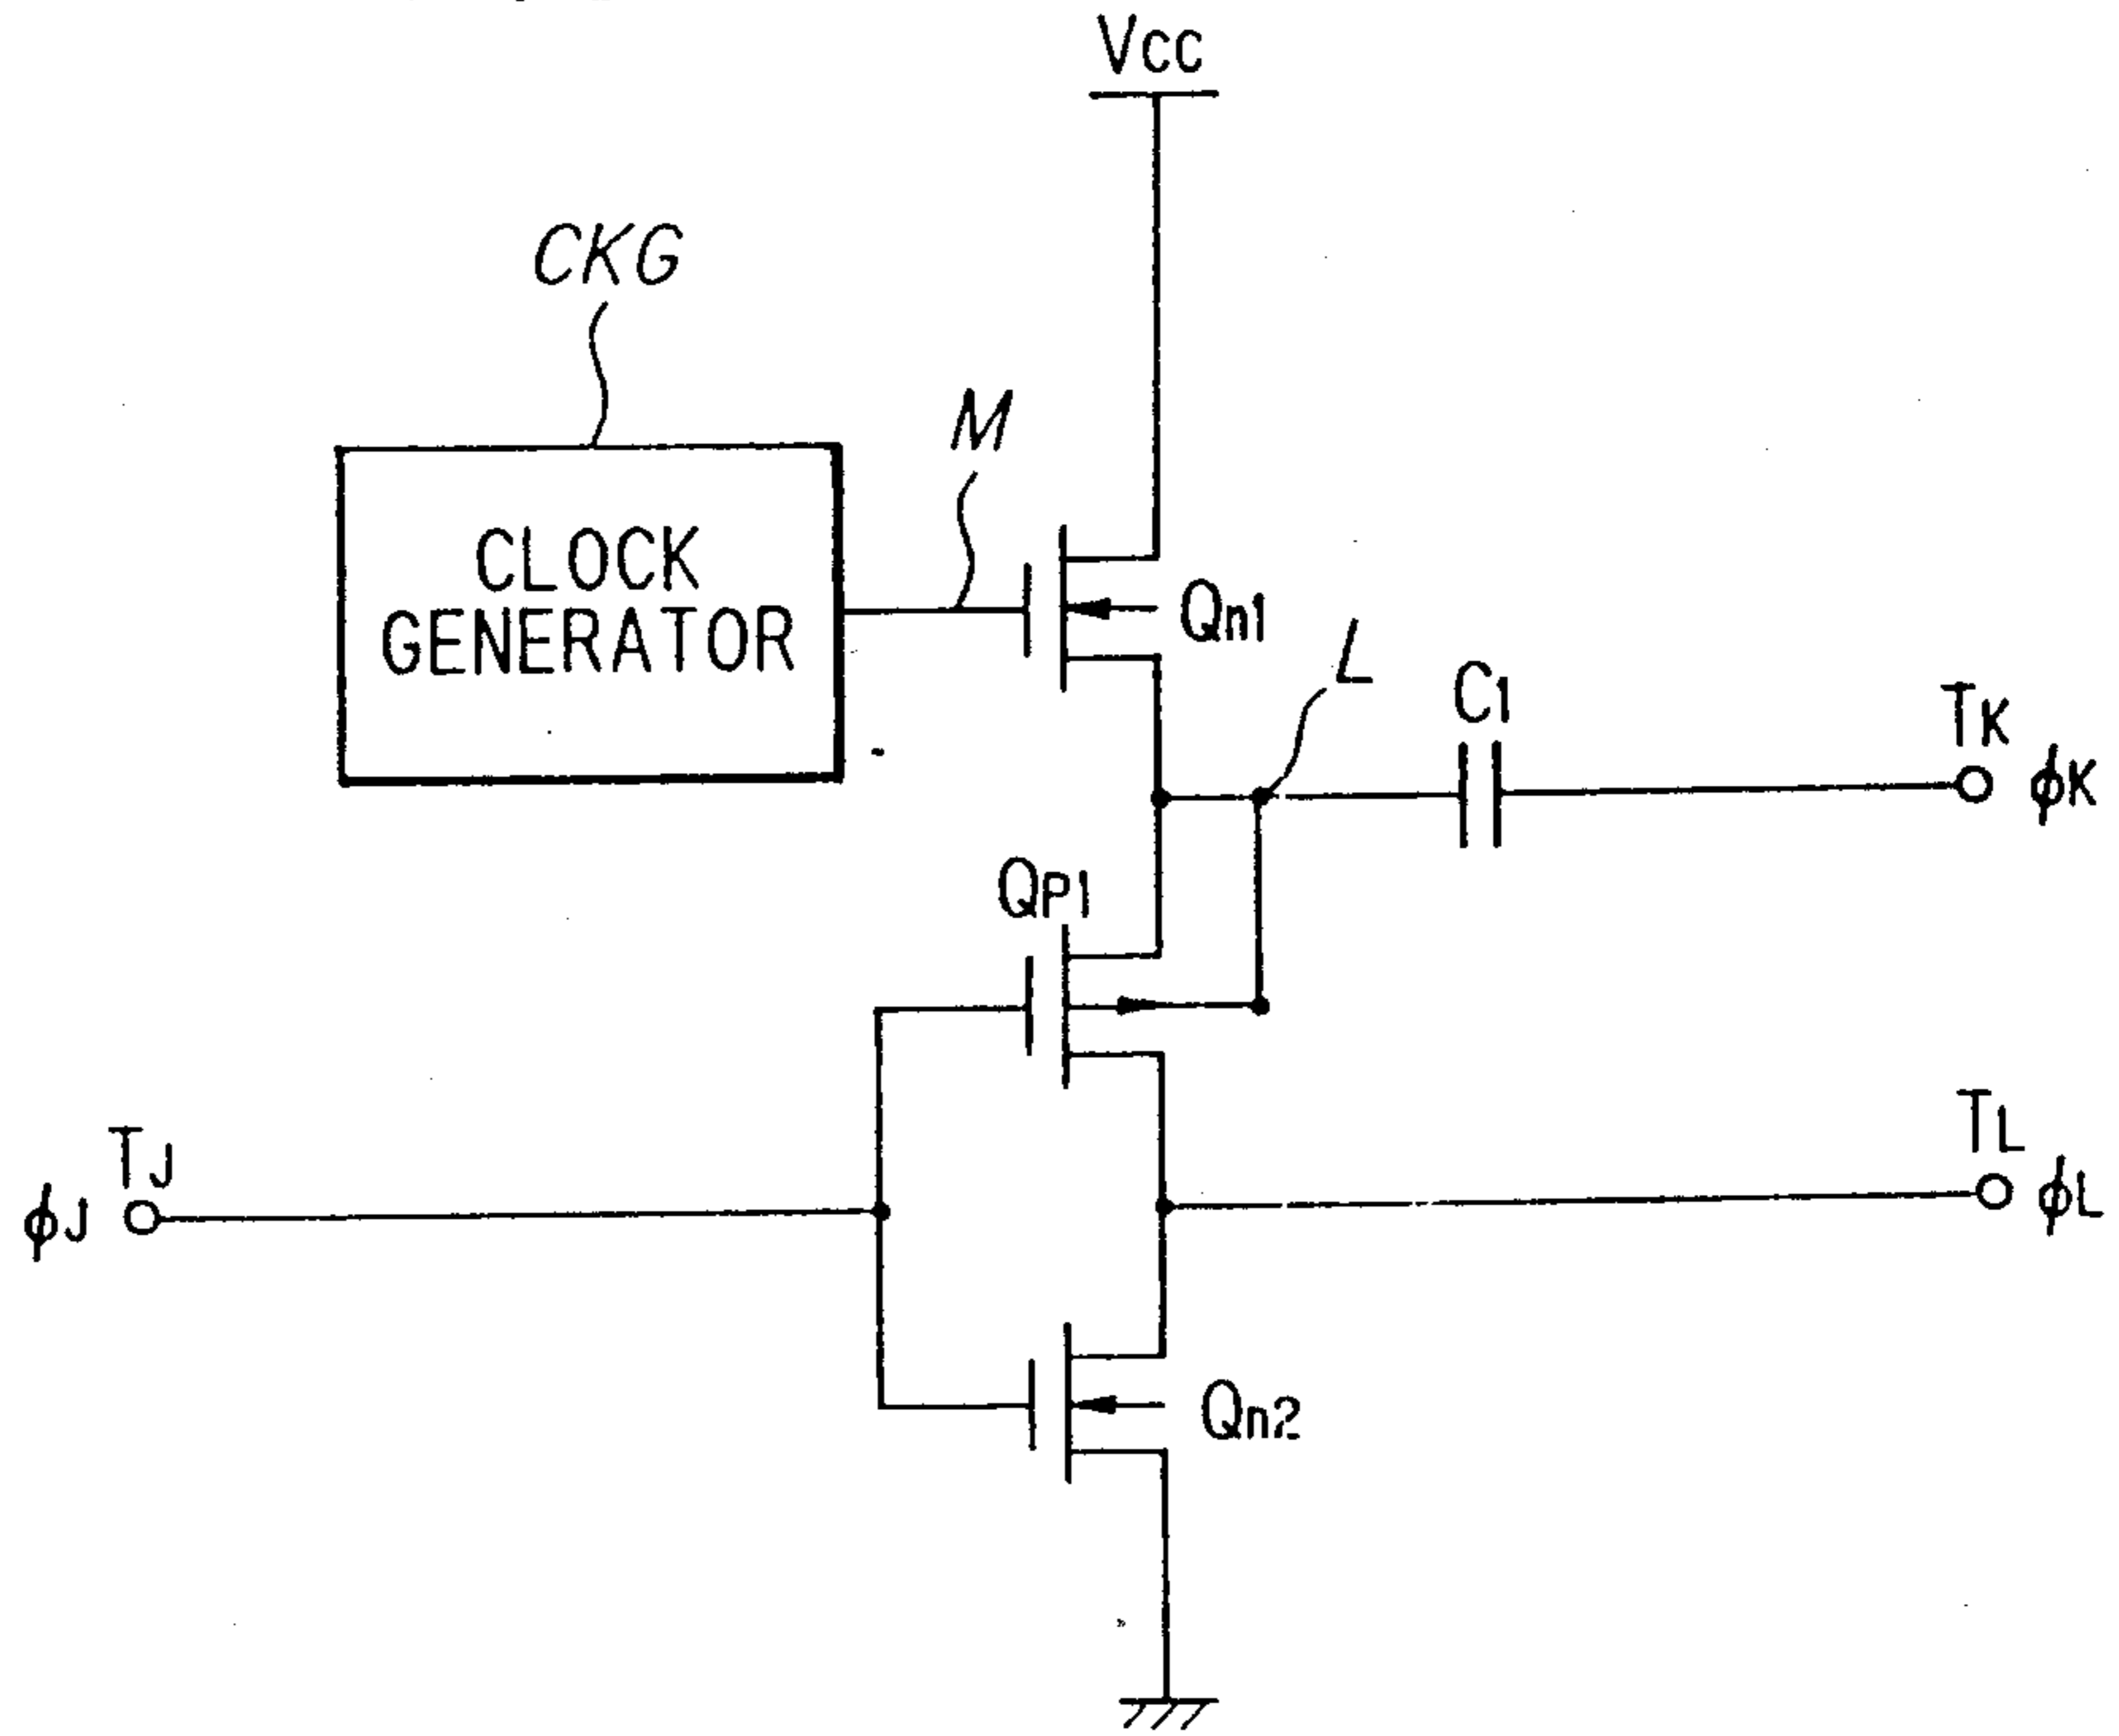 Vcc
CKG
M
CLOCK
GENERATOR
Qn1
L
C1
TK
ϕK
QP1
TJ
ϕJ
TL
ϕL
Qn2